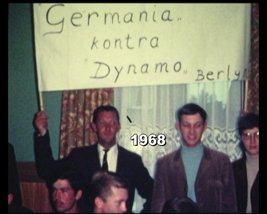 Germania„
kontra
"Dynamo„ Berlyn
1968